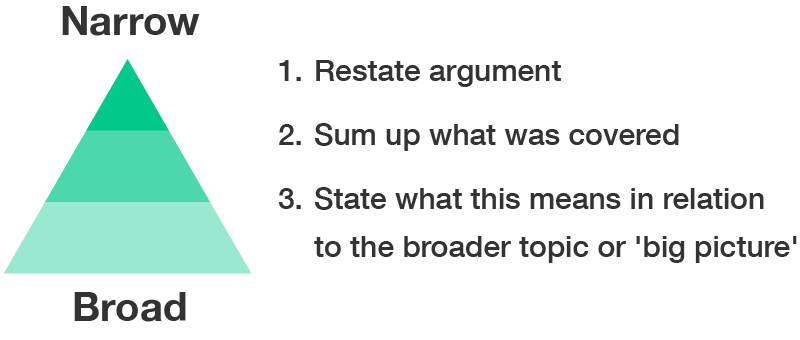 Narrow
1. Restate argument
2. Sum up what was covered
3. State what this means in relation
to the broader topic or 'big picture'
Broad